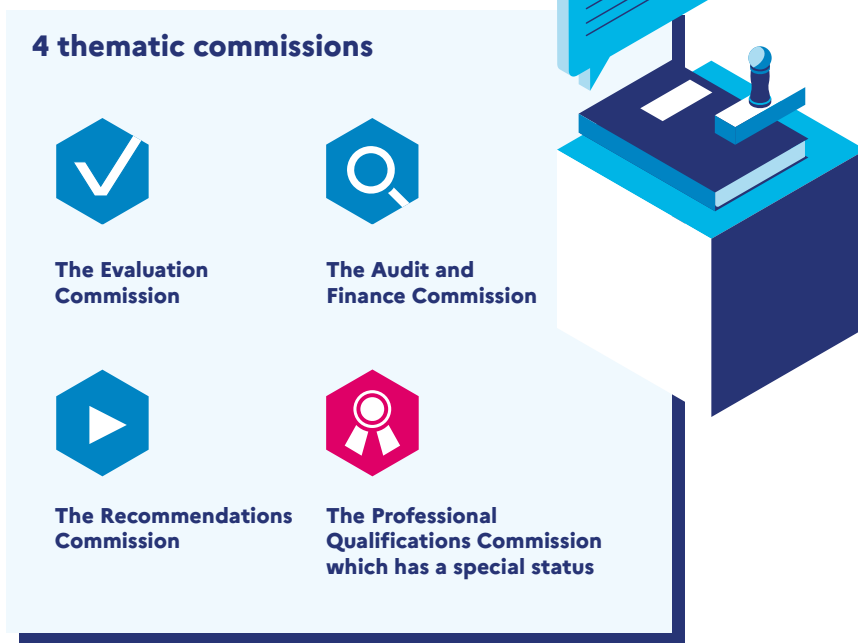 4 thematic commissions
The Evaluation
Commission
The Audit and
Finance Commission
The Recommendations
Commission
The Professional
Qualifications Commission
which has a special status